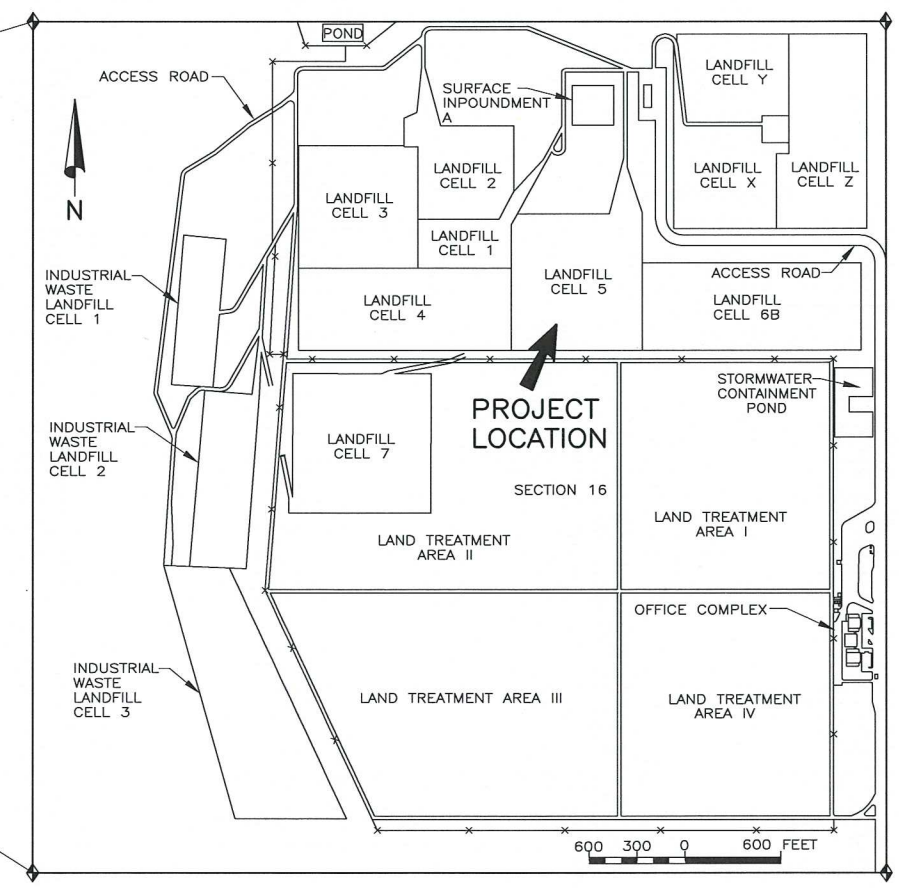 POND
ACCESS ROAD
SURFACE
INPOUNDMENT
A
LANDFILL
CELL Y
LANDFILL
CELL 2
LANDFILL
CELL X
LANDFILL
CELL Z
N
LANDFILL
CELL 3
LANDFILL
CELL 1
INDUSTRIAL
WASTE
LANDFILL
CELL 1
LANDFILL
CELL 4
LANDFILL
CELL 5
ACCESS ROAD
LANDFILL
CELL 6B
STORMWATER
CONTAINMENT
POND
PROJECT
LOCATION
INDUSTRIAL
WASTE
LANDFILL
CELL 2
LANDFILL
CELL 7
SECTION 16
LAND TREATMENT
AREA I
LAND TREATMENT
AREA II
OFFICE COMPLEX
INDUSTRIAL
WASTE
LANDFILL
CELL 3
LAND TREATMENT AREA III
LAND TREATMENT
AREA IV
600 300 0 600 FEET